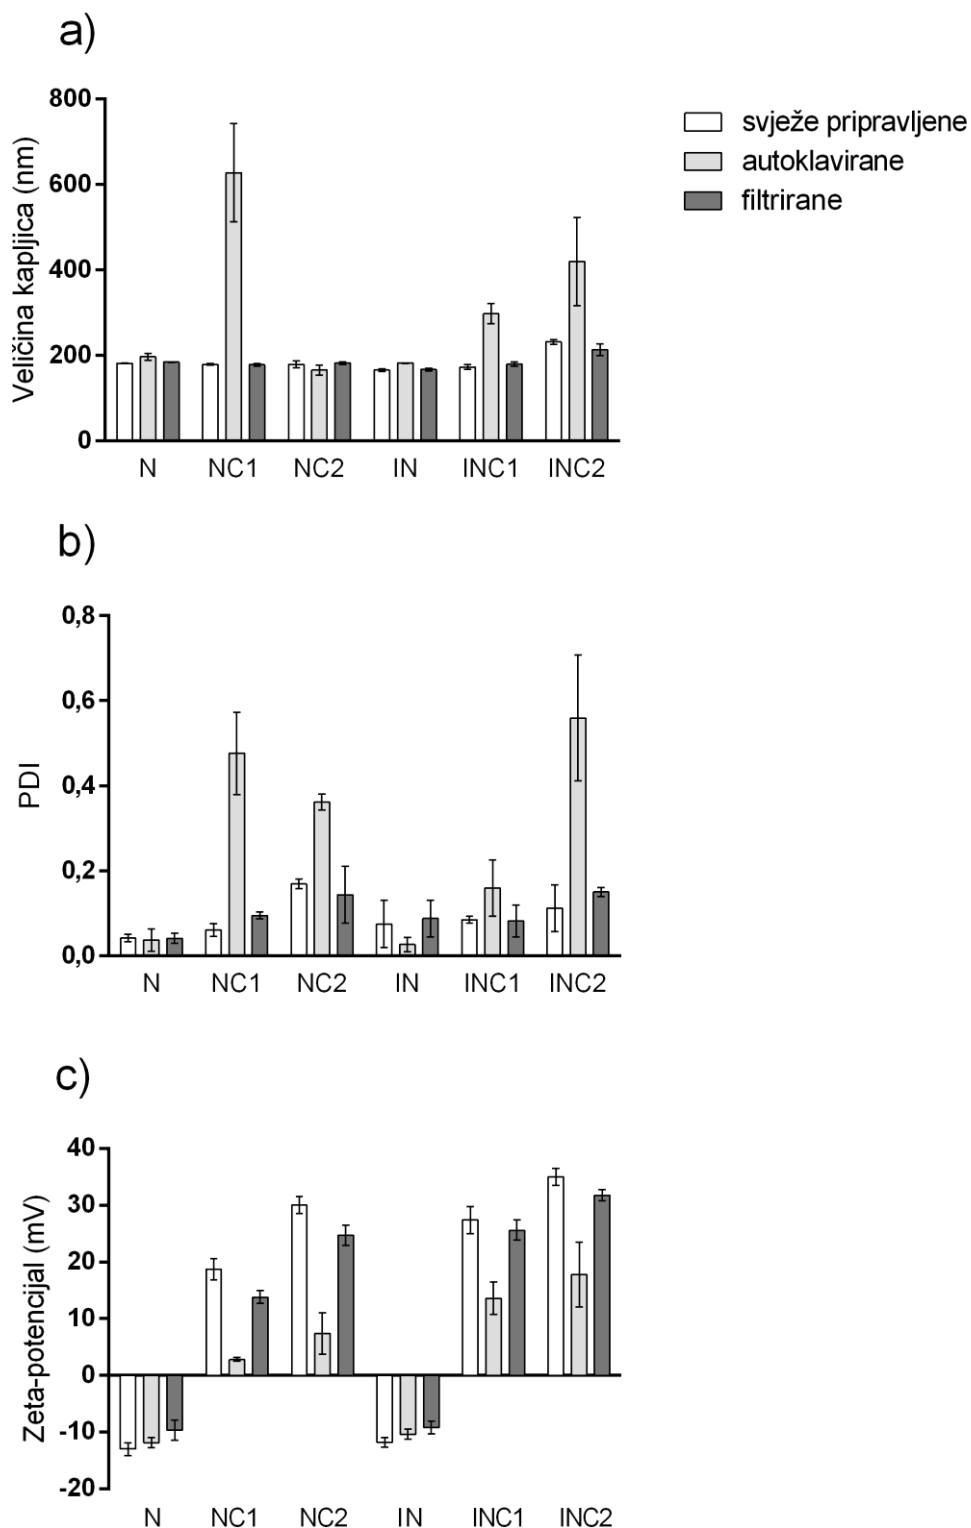 a)
800
600
400
200
0
Veličina kapljica (nm)
N NC1 NC2 IN INC1 INC2
svježe pripravljene
autoklavirane
filtrirane
b)
0,8
0,6
0,4
0,2
0,0
PDI
N NC1 NC2 IN INC1 INC2
c)
40
30
20
10
0
-10
-20
Zeta-potencijal (mV)
N NC1 NC2 IN INC1 INC2